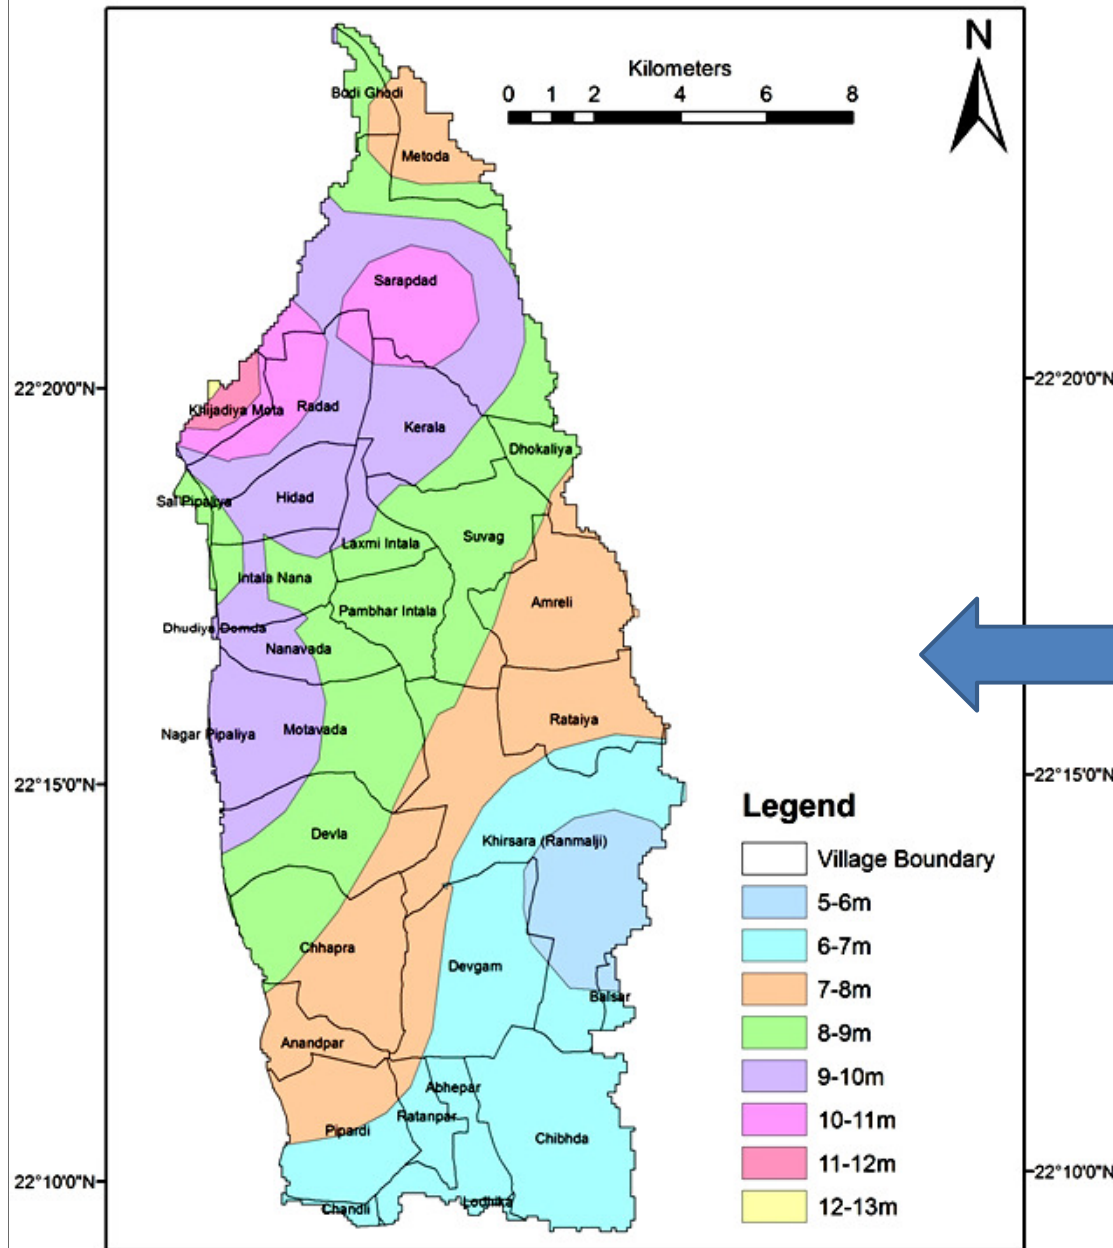 N
Kilometers
0 1 2 4 6 8
Bodi Ghodi
Metoda
Sarapdad
22°20'0"N
22°20'0"N
Khijadiya Mota
Radad
Kerala
Dhokaliya
Hidad
Sal Pipaliya
Suvag
Laxmi Intala
Intala Nana
Amreli
Pambhar Intala
Dhudiya Domda
Nanavada
Rataiya
Motavada
Nagar Pipaliya
22°15'0"N
22°15'0"N
Legend
Devla
Khirsara (Ranmalji)
Village Boundary
5-6m
6-7m
Chhapra
Devgam
7-8m
Balsar
8-9m
Anandpar
9-10m
Abhepar
Ratanpar
10-11m
Pipardi
Chibhda
11-12m
22°10'0"N
22°10'0"N
Lodhika
Chandli
12-13m